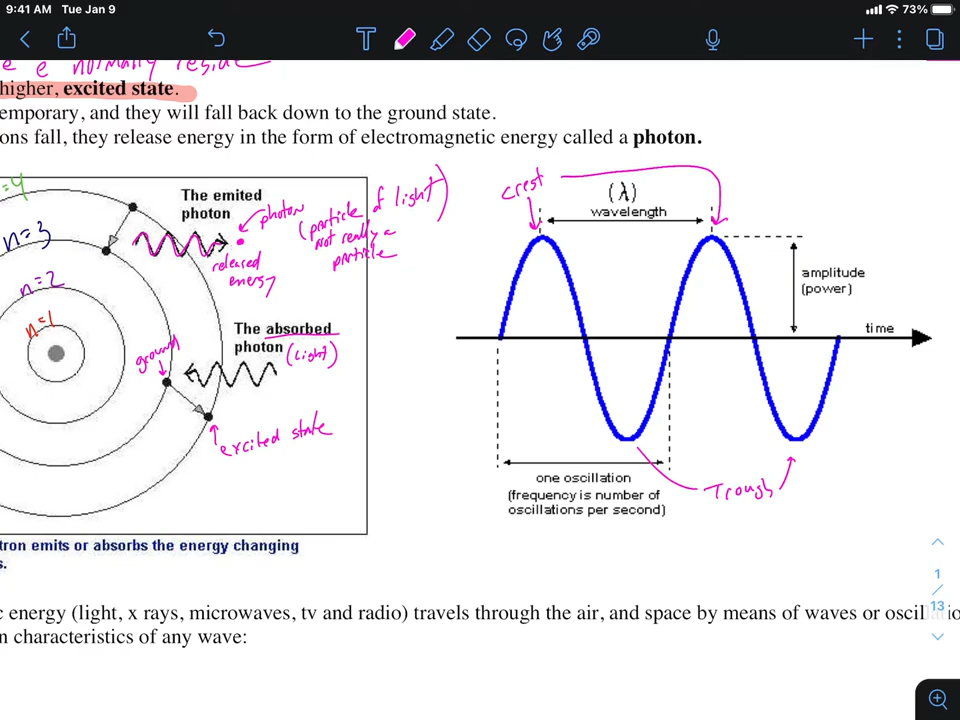 9:41 AM Tue Jan 9
73%
e e normally reside
higher, excited state.
emporary, and they will fall back down to the ground state.
ons fall, they release energy in the form of electromagnetic energy called a photon.
=4
n=3
n=2
n=1
The emitted
photon
photon
(particle of light)
not really a
particle
released
energy
The absorbed
photon
(light)
ground
excited state
tron emits or absorbs the energy changing
s.
crest
(λ)
wavelength
amplitude
(power)
time
one oscillation
(frequency is number of
oscillations per second)
Trough
1
/
13
c energy (light, x rays, microwaves, tv and radio) travels through the air, and space by means of waves or oscillatio
n characteristics of any wave: